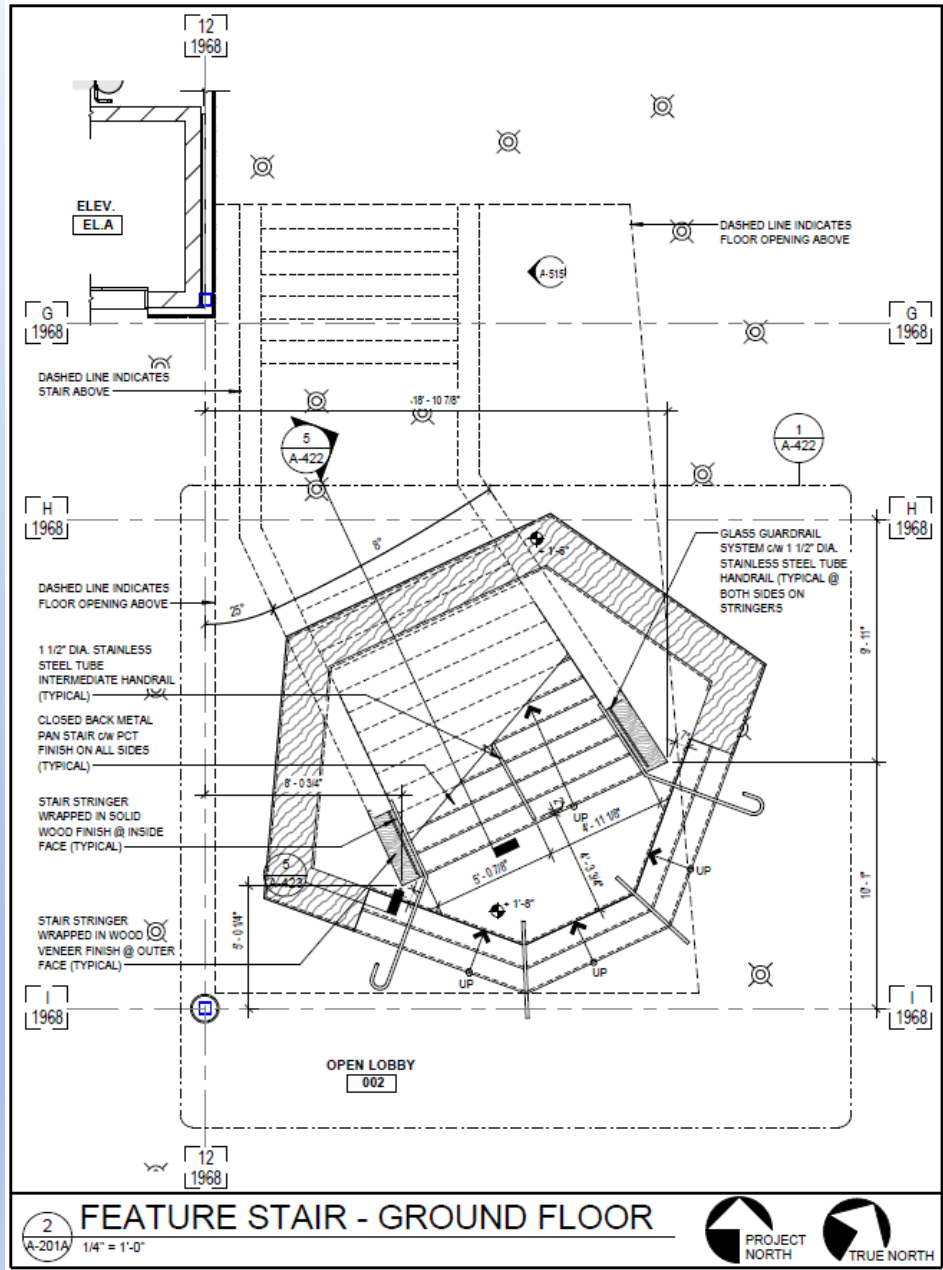 12
1968
ELEV.
EL.A
DASHED LINE INDICATES
FLOOR OPENING ABOVE
A-515
G
1968
G
1968
DASHED LINE INDICATES
STAIR ABOVE
18' - 10 7/8"
5
A-422
1
A-422
H
1968
H
1968
GLASS GUARDRAIL
SYSTEM c/w 1 1/2" DIA.
STAINLESS STEEL TUBE
HANDRAIL (TYPICAL @
BOTH SIDES ON
STRINGERS
8"
25"
DASHED LINE INDICATES
FLOOR OPENING ABOVE
9' - 11"
1 1/2" DIA. STAINLESS
STEEL TUBE
INTERMEDIATE HANDRAIL
(TYPICAL)
CLOSED BACK METAL
PAN STAIR c/w PCT
FINISH ON ALL SIDES
(TYPICAL)
7"
8' - 0 3/4"
STAIR STRINGER
WRAPPED IN SOLID
WOOD FINISH @ INSIDE
FACE (TYPICAL)
UP
4' - 11 1/8"
5' - 0 7/8"
4' - 3 3/4"
UP
5
A-423
10' - 1"
+ 1'-8"
STAIR STRINGER
WRAPPED IN WOOD
VENEER FINISH @ OUTER
FACE (TYPICAL)
UP
UP
I
1968
I
1968
OPEN LOBBY
002
12
1968
2
A-201A
FEATURE STAIR - GROUND FLOOR
1/4" = 1'-0"
PROJECT
NORTH
TRUE NORTH